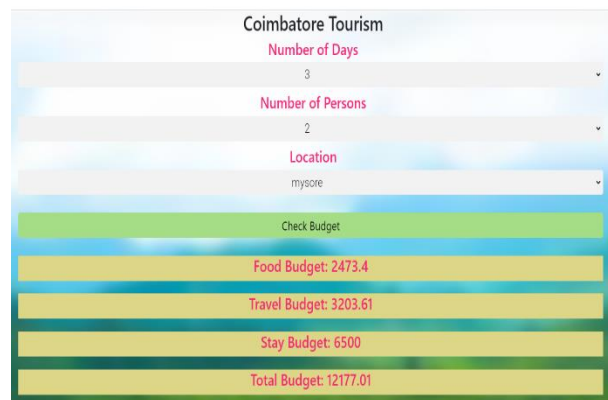 Coimbatore Tourism
Number of Days
3
Number of Persons
2
Location
mysore
Check Budget
Food Budget: 2473.4
Travel Budget: 3203.61
Stay Budget: 6500
Total Budget: 12177.01